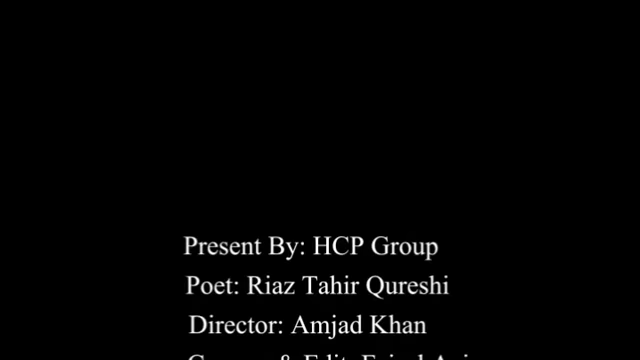 Present By: HCP Group
Poet: Riaz Tahir Qureshi
Director: Amjad Khan